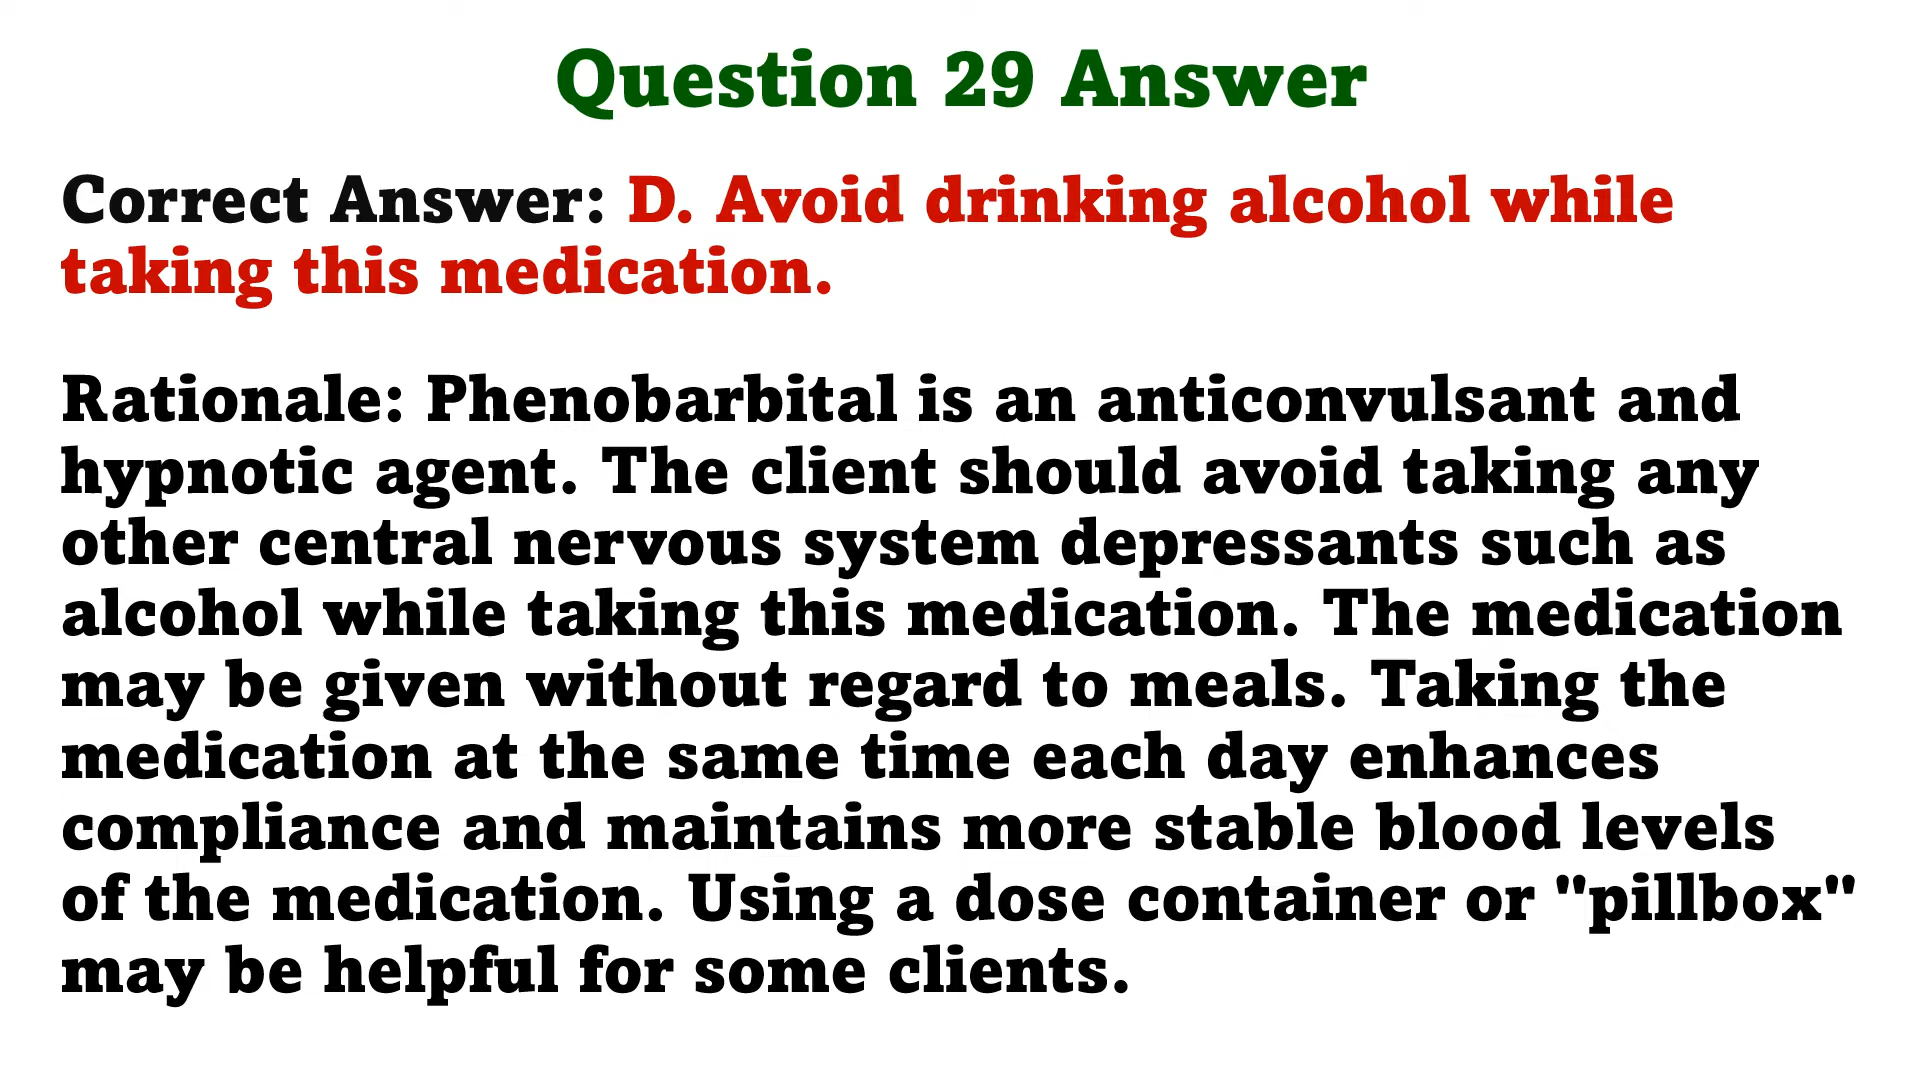 Question 29 Answer
Correct Answer: D. Avoid drinking alcohol while
taking this medication.
Rationale: Phenobarbital is an anticonvulsant and
hypnotic agent. The client should avoid taking any
other central nervous system depressants such as
alcohol while taking this medication. The medication
may be given without regard to meals. Taking the
medication at the same time each day enhances
compliance and maintains more stable blood levels
of the medication. Using a dose container or "pillbox"
may be helpful for some clients.